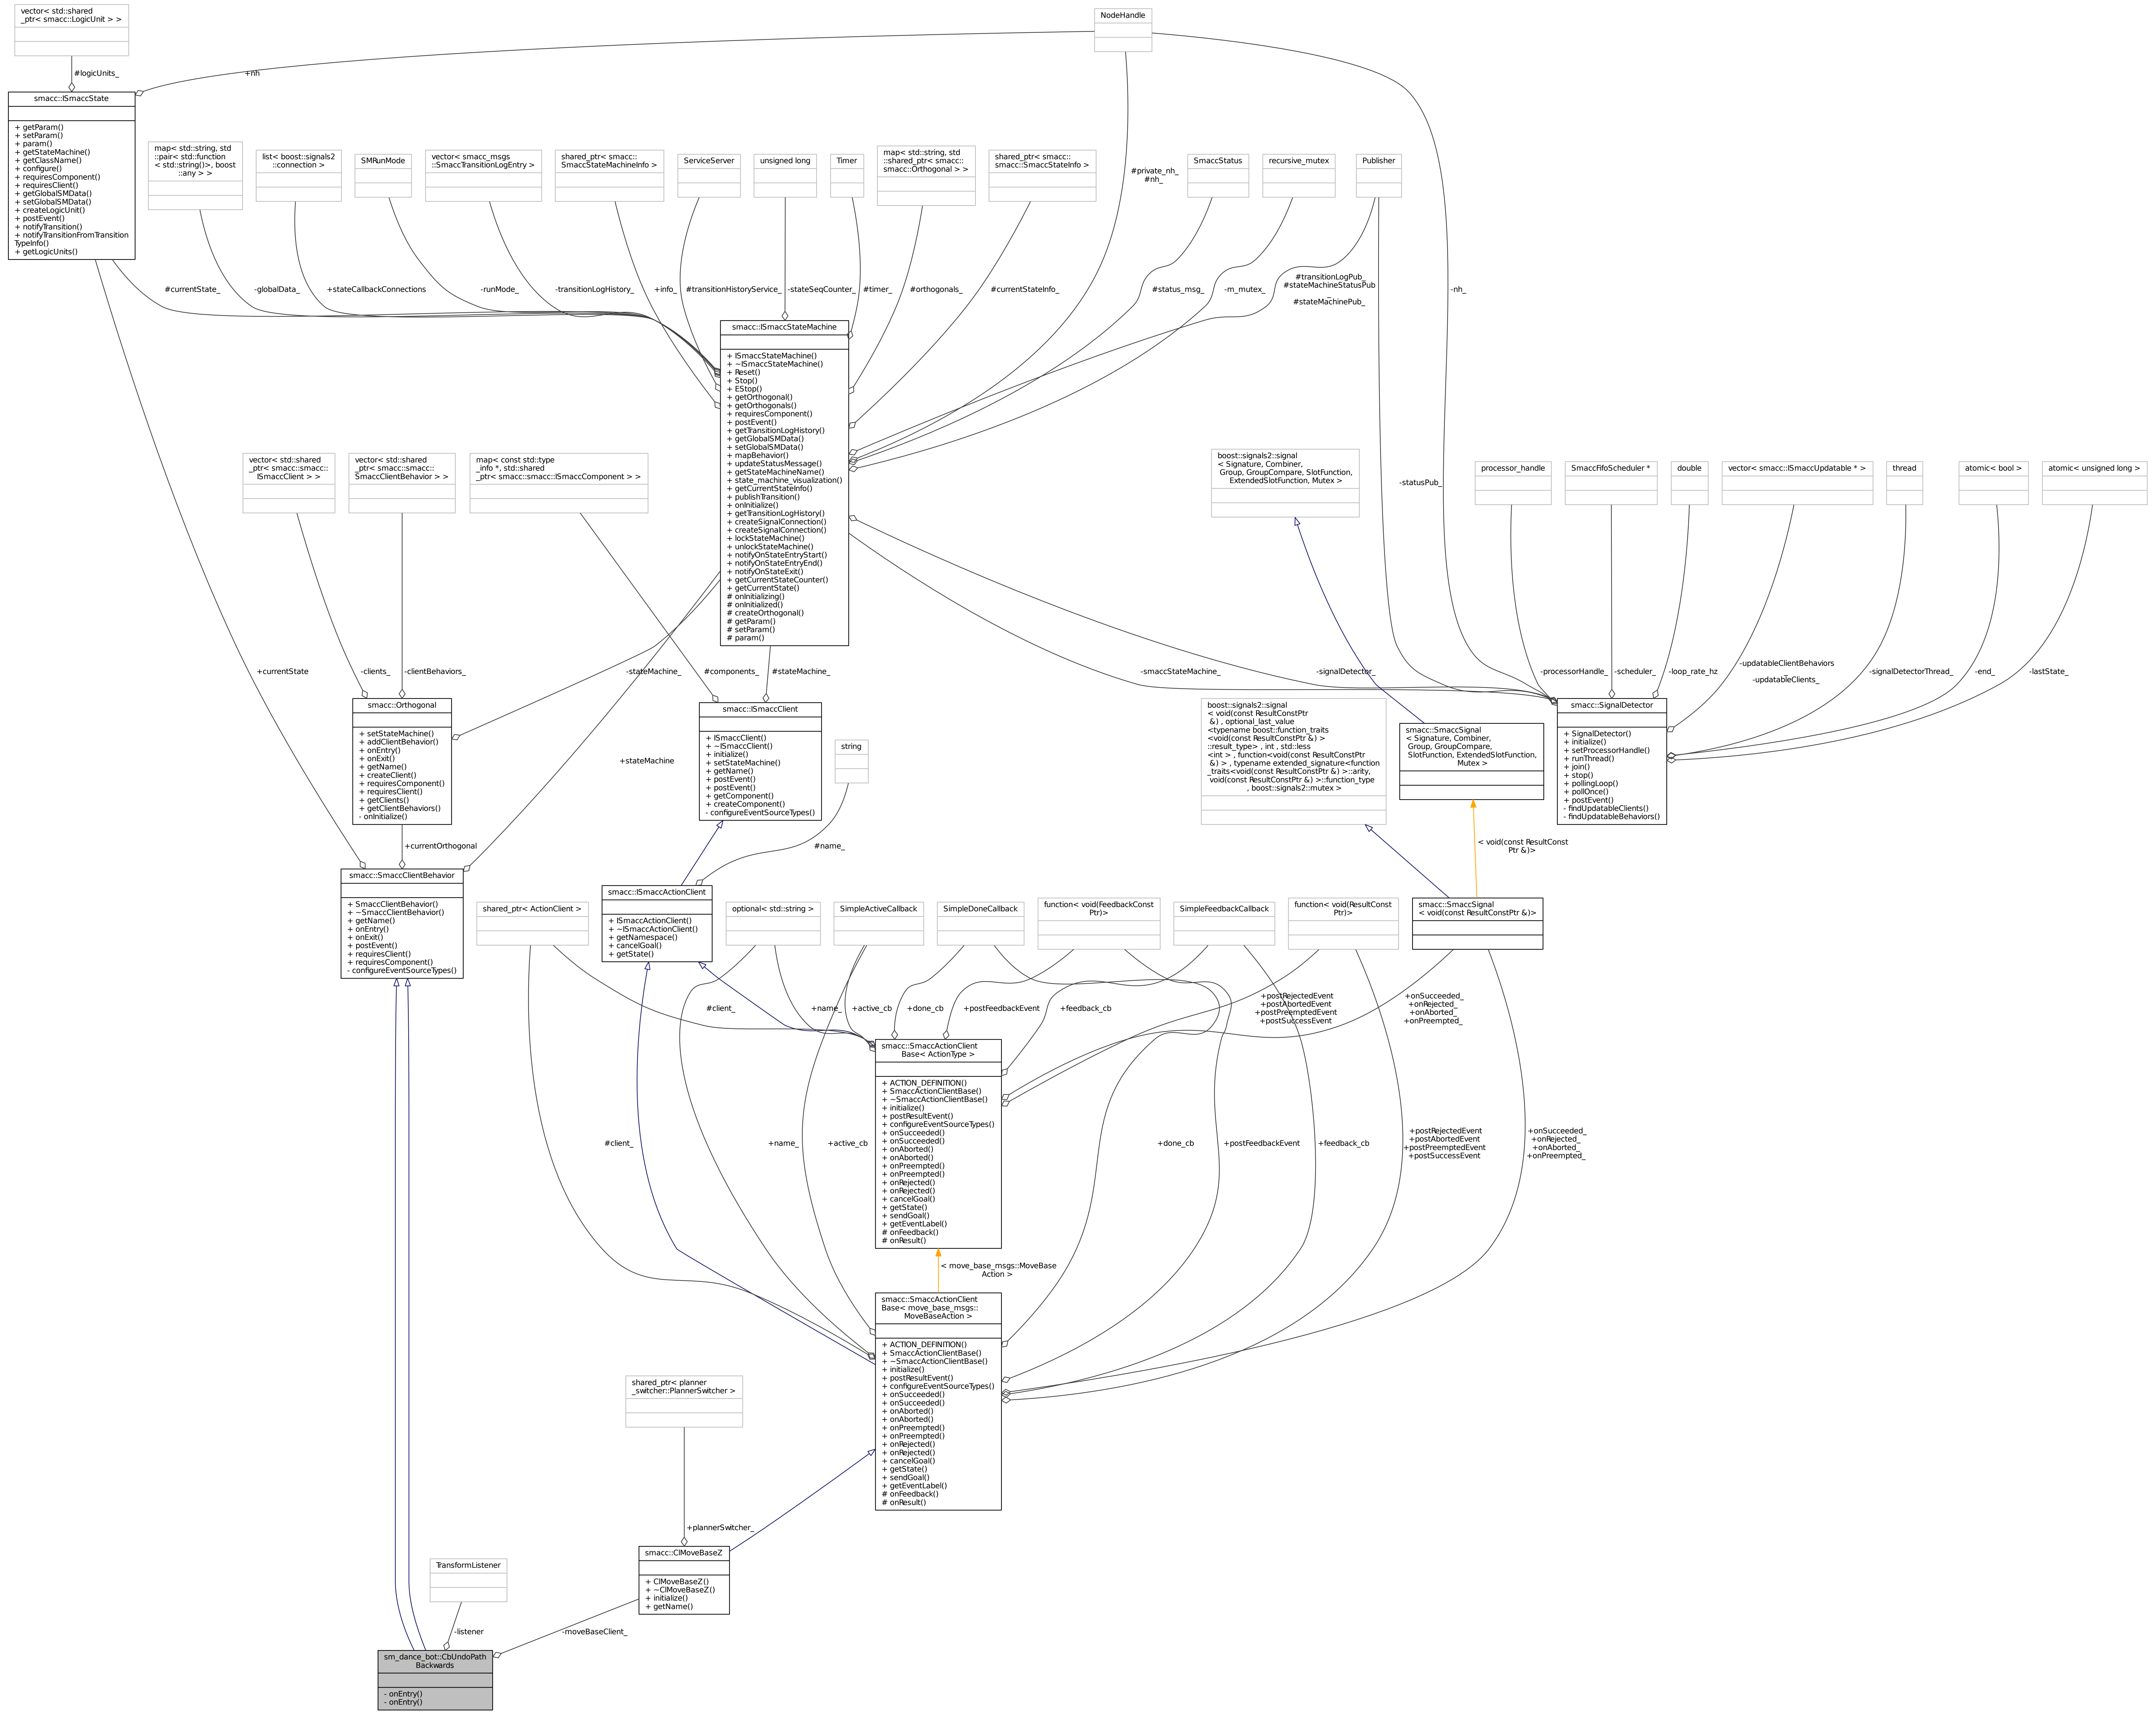 vector< std::shared
_ptr< smacc::LogicUnit > >
NodeHandle
#logicUnits_
+nh
smacc::ISmaccState
+ getParam()
+ setParam()
+ param()
+ getStateMachine()
+ getClassName()
+ configure()
+ requiresComponent()
+ requiresClient()
+ getGlobalSMData()
+ setGlobalSMData()
+ createLogicUnit()
+ postEvent()
+ notifyTransition()
+ notifyTransitionFromTransition
TypeInfo()
+ getLogicUnits()
map< std::string, std
::pair< std::function
< std::string()>, boost
::any > >
list< boost::signals2
::connection >
SMRunMode
vector< smacc_msgs
::SmaccTransitionLogEntry >
shared_ptr< smacc::
SmaccStateMachineInfo >
ServiceServer
unsigned long
Timer
map< std::string, std
::shared_ptr< smacc::
smacc::Orthogonal > >
shared_ptr< smacc::
smacc::SmaccStateInfo >
#private_nh_
#nh_
SmaccStatus
recursive_mutex
Publisher
#currentState_
-globalData_
+stateCallbackConnections
-runMode_
-transitionLogHistory_
+info_
#transitionHistoryService_
-stateSeqCounter_
#timer_
#orthogonals_
#currentStateInfo_
#status_msg_
-m_mutex_
#transitionLogPub_
#stateMachineStatusPub
_
#stateMachinePub_
-nh_
smacc::ISmaccStateMachine
+ ISmaccStateMachine()
+ ~ISmaccStateMachine()
+ Reset()
+ Stop()
+ EStop()
+ getOrthogonal()
+ getOrthogonals()
+ requiresComponent()
+ postEvent()
+ getTransitionLogHistory()
+ getGlobalSMData()
+ setGlobalSMData()
+ mapBehavior()
+ updateStatusMessage()
+ getStateMachineName()
+ state_machine_visualization()
+ getCurrentStateInfo()
+ publishTransition()
+ onInitialize()
+ getTransitionLogHistory()
+ createSignalConnection()
+ createSignalConnection()
+ lockStateMachine()
+ unlockStateMachine()
+ notifyOnStateEntryStart()
+ notifyOnStateEntryEnd()
+ notifyOnStateExit()
+ getCurrentStateCounter()
+ getCurrentState()
# onInitializing()
# onInitialized()
# createOrthogonal()
# getParam()
# setParam()
# param()
vector< std::shared
_ptr< smacc::smacc::
ISmaccClient > >
vector< std::shared
_ptr< smacc::smacc::
SmaccClientBehavior > >
map< const std::type
_info *, std::shared
_ptr< smacc::smacc::ISmaccComponent > >
boost::signals2::signal
< Signature, Combiner,
Group, GroupCompare, SlotFunction,
ExtendedSlotFunction, Mutex >
-statusPub_
processor_handle
SmaccFifoScheduler *
double
vector< smacc::ISmaccUpdatable * >
thread
atomic< bool >
atomic< unsigned long >
+currentState
-clients_
-clientBehaviors_
-stateMachine_
#components_
#stateMachine_
-smaccStateMachine_
-signalDetector_
-processorHandle_
-scheduler_
-loop_rate_hz
-updatableClientBehaviors
_
-updatableClients_
-signalDetectorThread_
-end_
-lastState_
smacc::Orthogonal
+ setStateMachine()
+ addClientBehavior()
+ onEntry()
+ onExit()
+ getName()
+ createClient()
+ requiresComponent()
+ requiresClient()
+ getClients()
+ getClientBehaviors()
- onInitialize()
+stateMachine
smacc::ISmaccClient
+ ISmaccClient()
+ ~ISmaccClient()
+ initialize()
+ setStateMachine()
+ getName()
+ postEvent()
+ postEvent()
+ getComponent()
+ createComponent()
- configureEventSourceTypes()
string
boost::signals2::signal
< void(const ResultConstPtr
&) , optional_last_value
<typename boost::function_traits
<void(const ResultConstPtr &) >
::result_type> , int , std::less
<int > , function<void(const ResultConstPtr
&) > , typename extended_signature<function
_traits<void(const ResultConstPtr &) >::arity,
void(const ResultConstPtr &) >::function_type
, boost::signals2::mutex >
smacc::SmaccSignal
< Signature, Combiner,
Group, GroupCompare,
SlotFunction, ExtendedSlotFunction,
Mutex >
smacc::SignalDetector
+ SignalDetector()
+ initialize()
+ setProcessorHandle()
+ runThread()
+ join()
+ stop()
+ pollingLoop()
+ pollOnce()
+ postEvent()
- findUpdatableClients()
- findUpdatableBehaviors()
+currentOrthogonal
#name_
< void(const ResultConst
Ptr &)>
smacc::SmaccClientBehavior
+ SmaccClientBehavior()
+ ~SmaccClientBehavior()
+ getName()
+ onEntry()
+ onExit()
+ postEvent()
+ requiresClient()
+ requiresComponent()
- configureEventSourceTypes()
shared_ptr< ActionClient >
smacc::ISmaccActionClient
+ ISmaccActionClient()
+ ~ISmaccActionClient()
+ getNamespace()
+ cancelGoal()
+ getState()
optional< std::string >
SimpleActiveCallback
SimpleDoneCallback
function< void(FeedbackConst
Ptr)>
SimpleFeedbackCallback
function< void(ResultConst
Ptr)>
smacc::SmaccSignal
< void(const ResultConstPtr &)>
#client_
+name_
+active_cb
+done_cb
+postFeedbackEvent
+feedback_cb
+postRejectedEvent
+postAbortedEvent
+postPreemptedEvent
+postSuccessEvent
+onSucceeded_
+onRejected_
+onAborted_
+onPreempted_
smacc::SmaccActionClient
Base< ActionType >
+ ACTION_DEFINITION()
+ SmaccActionClientBase()
+ ~SmaccActionClientBase()
+ initialize()
+ postResultEvent()
+ configureEventSourceTypes()
+ onSucceeded()
+ onSucceeded()
+ onAborted()
+ onAborted()
+ onPreempted()
+ onPreempted()
+ onRejected()
+ onRejected()
+ cancelGoal()
+ getState()
+ sendGoal()
+ getEventLabel()
# onFeedback()
# onResult()
#client_
+name_
+active_cb
+done_cb
+postFeedbackEvent
+feedback_cb
+postRejectedEvent
+postAbortedEvent
+postPreemptedEvent
+postSuccessEvent
+onSucceeded_
+onRejected_
+onAborted_
+onPreempted_
< move_base_msgs::MoveBase
Action >
smacc::SmaccActionClient
Base< move_base_msgs::
MoveBaseAction >
+ ACTION_DEFINITION()
+ SmaccActionClientBase()
+ ~SmaccActionClientBase()
+ initialize()
+ postResultEvent()
+ configureEventSourceTypes()
+ onSucceeded()
+ onSucceeded()
+ onAborted()
+ onAborted()
+ onPreempted()
+ onPreempted()
+ onRejected()
+ onRejected()
+ cancelGoal()
+ getState()
+ sendGoal()
+ getEventLabel()
# onFeedback()
# onResult()
shared_ptr< planner
_switcher::PlannerSwitcher >
+plannerSwitcher_
smacc::ClMoveBaseZ
+ ClMoveBaseZ()
+ ~ClMoveBaseZ()
+ initialize()
+ getName()
TransformListener
-listener
-moveBaseClient_
sm_dance_bot::CbUndoPath
Backwards
- onEntry()
- onEntry()